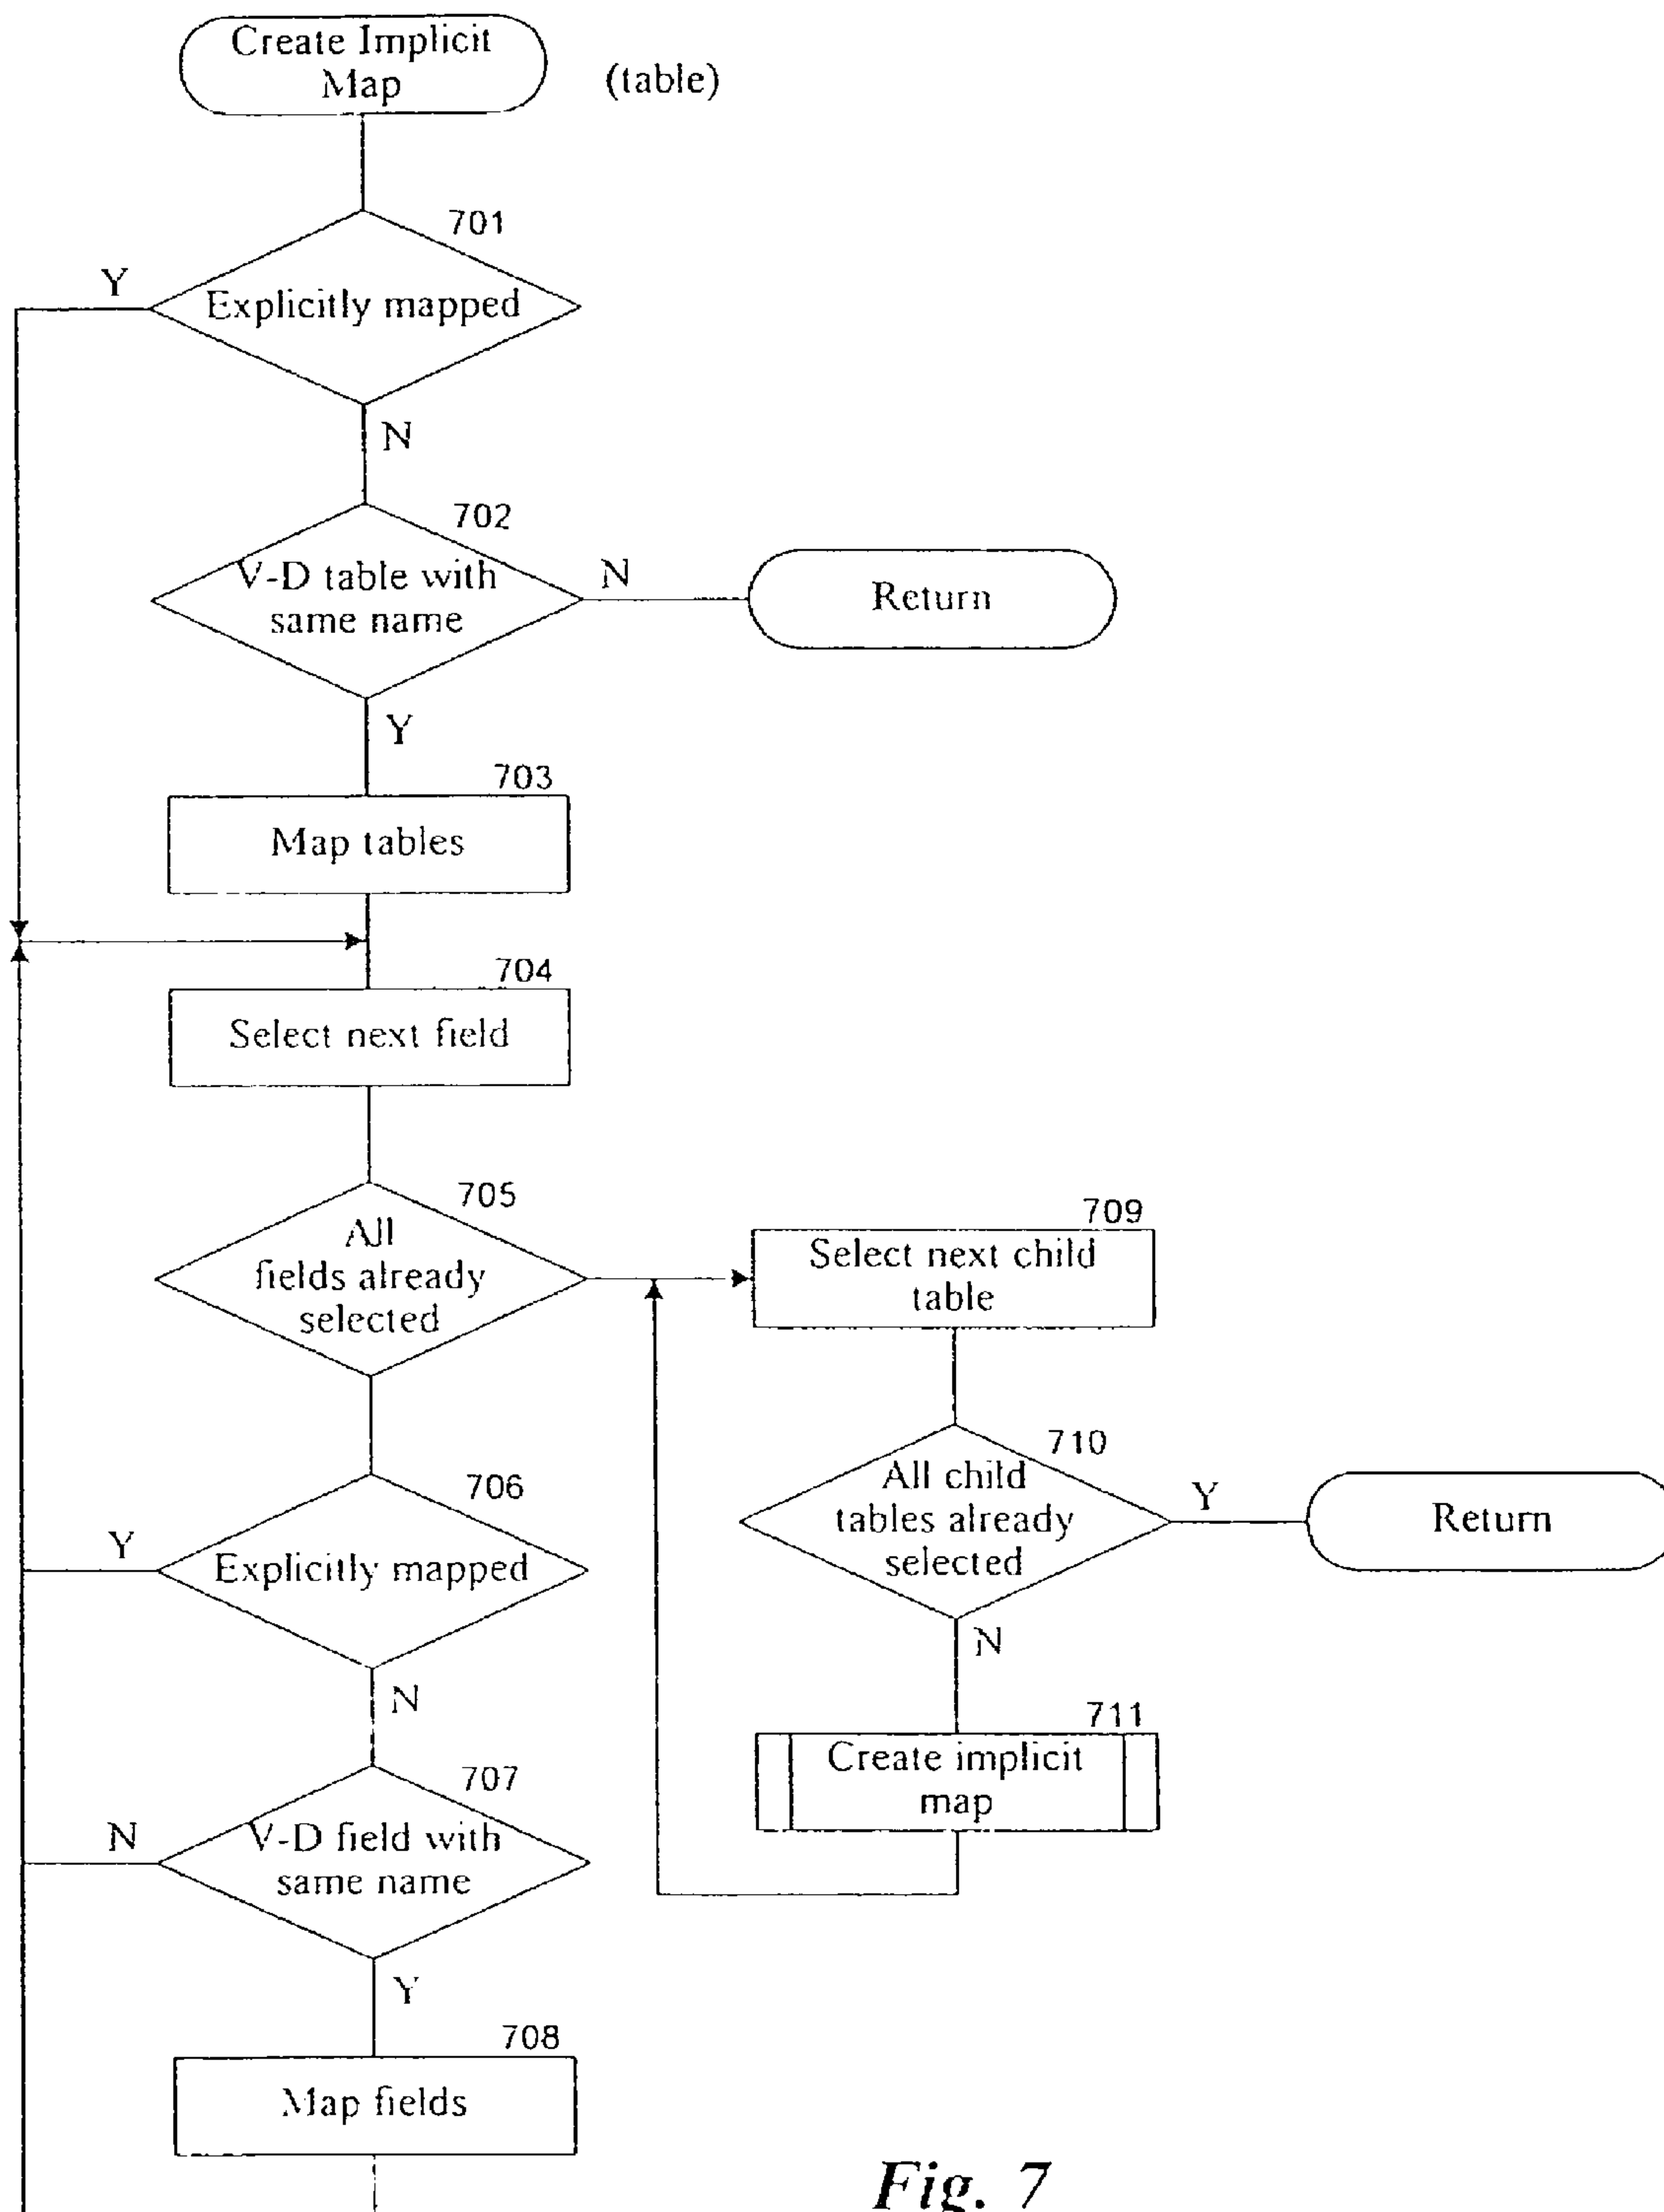 Create Implicit
Map
(table)
701
Y
Explicitly mapped
N
702
V-D table with
same name
N
Return
Y
703
Map tables
704
Select next field
705
All
fields already
selected
709
Select next child
table
710
All child
tables already
selected
Y
Return
706
Y
Explicitly mapped
N
N
711
Create implicit
map
707
N
V-D field with
same name
Y
708
Map fields
Fig. 7